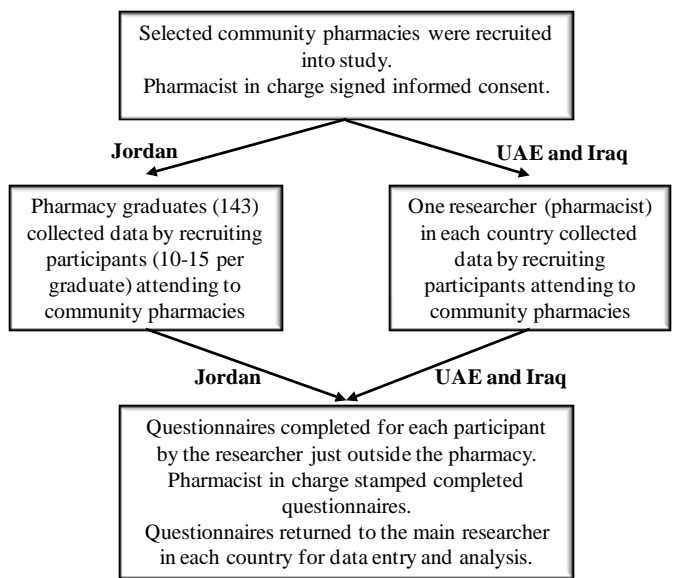 Selected community pharmacies were recruited
into study.
Pharmacist in charge signed informed consent.
Jordan
UAE and Iraq
Pharmacy graduates (143)
collected data by recruiting
participants (10-15 per
graduate) attending to
community pharmacies
One researcher (pharmacist)
in each country collected
data by recruiting
participants attending to
community pharmacies
Jordan
UAE and Iraq
Questionnaires completed for each participant
by the researcher just outside the pharmacy.
Pharmacist in charge stamped completed
questionnaires.
Questionnaires returned to the main researcher
in each country for data entry and analysis.